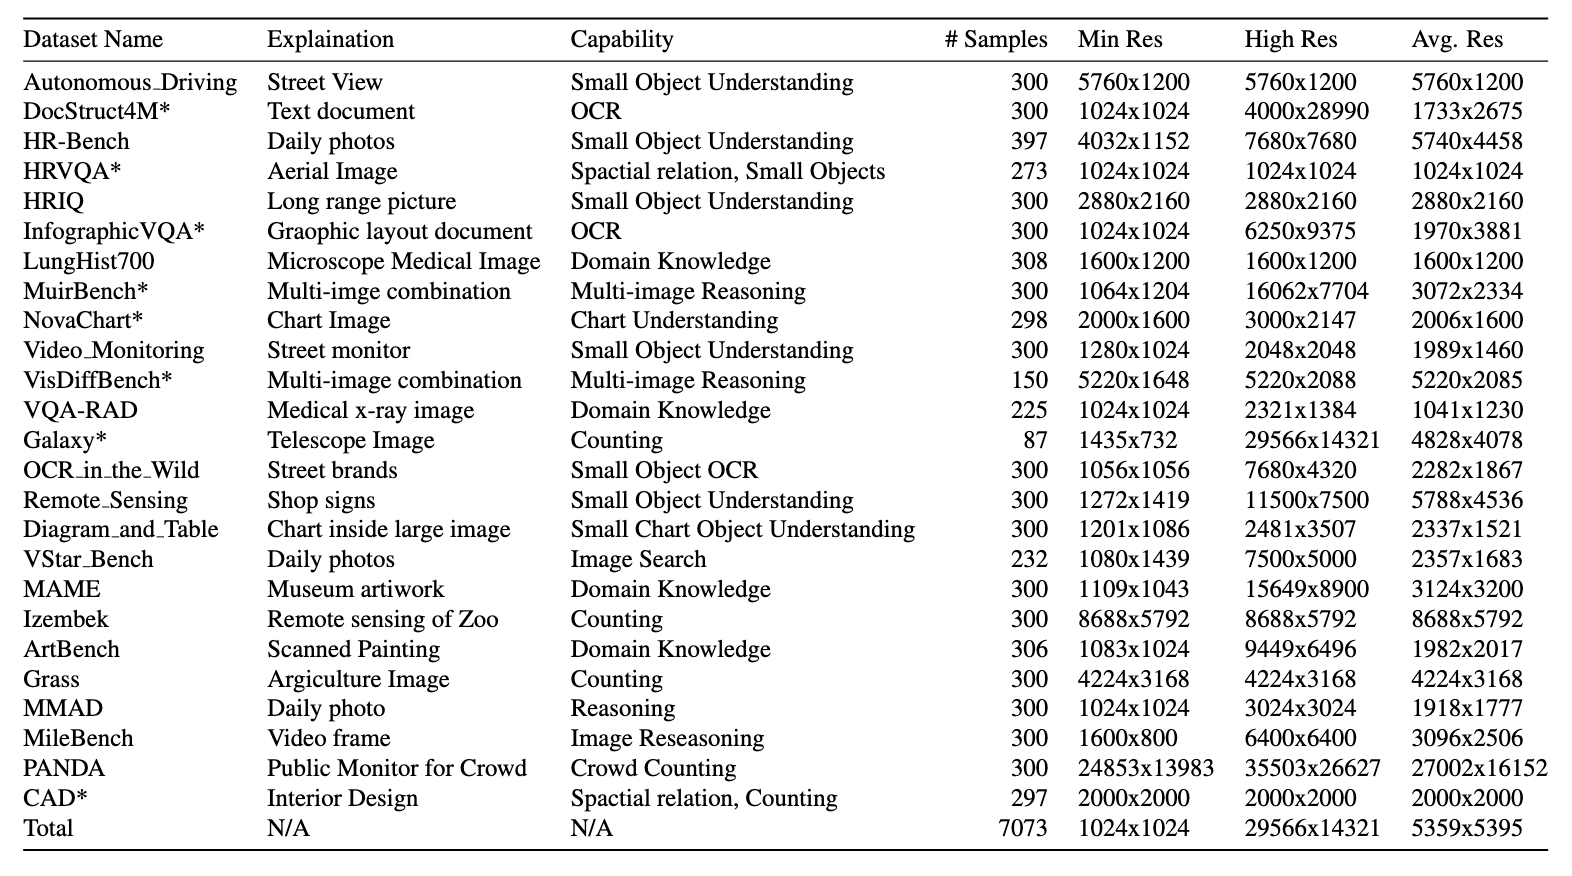 Dataset Name Explaination Capability # Samples Min Res High Res Avg. Res
Autonomous_Driving Street View Small Object Understanding 300 5760x1200 5760x1200 5760x1200
DocStruct4M* Text document OCR 300 1024x1024 4000x28990 1733x2675
HR-Bench Daily photos Small Object Understanding 397 4032x1152 7680x7680 5740x4458
HRVQA* Aerial Image Spactial relation, Small Objects 273 1024x1024 1024x1024 1024x1024
HRIQ Long range picture Small Object Understanding 300 2880x2160 2880x2160 2880x2160
InfographicVQA* Graophic layout document OCR 300 1024x1024 6250x9375 1970x3881
LungHist700 Microscope Medical Image Domain Knowledge 308 1600x1200 1600x1200 1600x1200
MuirBench* Multi-imge combination Multi-image Reasoning 300 1064x1204 16062x7704 3072x2334
NovaChart* Chart Image Chart Understanding 298 2000x1600 3000x2147 2006x1600
Video_Monitoring Street monitor Small Object Understanding 300 1280x1024 2048x2048 1989x1460
VisDiffBench* Multi-image combination Multi-image Reasoning 150 5220x1648 5220x2088 5220x2085
VQA-RAD Medical x-ray image Domain Knowledge 225 1024x1024 2321x1384 1041x1230
Galaxy* Telescope Image Counting 87 1435x732 29566x14321 4828x4078
OCR_in_the_Wild Street brands Small Object OCR 300 1056x1056 7680x4320 2282x1867
Remote_Sensing Shop signs Small Object Understanding 300 1272x1419 11500x7500 5788x4536
Diagram_and_Table Chart inside large image Small Chart Object Understanding 300 1201x1086 2481x3507 2337x1521
VStar_Bench Daily photos Image Search 232 1080x1439 7500x5000 2357x1683
MAME Museum artiwork Domain Knowledge 300 1109x1043 15649x8900 3124x3200
Izembek Remote sensing of Zoo Counting 300 8688x5792 8688x5792 8688x5792
ArtBench Scanned Painting Domain Knowledge 306 1083x1024 9449x6496 1982x2017
Grass Argiculture Image Counting 300 4224x3168 4224x3168 4224x3168
MMAD Daily photo Reasoning 300 1024x1024 3024x3024 1918x1777
MileBench Video frame Image Reseasoning 300 1600x800 6400x6400 3096x2506
PANDA Public Monitor for Crowd Crowd Counting 300 24853x13983 35503x26627 27002x16152
CAD* Interior Design Spactial relation, Counting 297 2000x2000 2000x2000 2000x2000
Total N/A N/A 7073 1024x1024 29566x14321 5359x5395